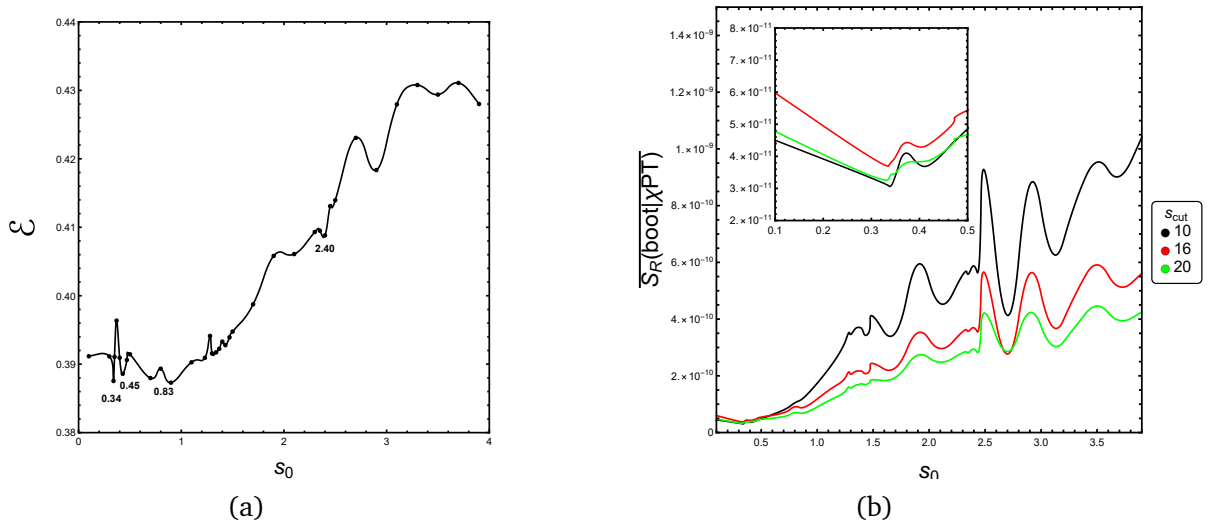 0.44
0.43
0.42
0.41
0.40
0.39
0.38
ℰ
0.34
0.45
0.83
2.40
0 1 2 3 4
s₀
(a)
1.4×10⁻⁹
1.2×10⁻⁹
1.×10⁻⁹
8.×10⁻¹⁰
6.×10⁻¹⁰
4.×10⁻¹⁰
2.×10⁻¹⁰
0
S_R(boot|χPT)
8.×10⁻¹¹
7.×10⁻¹¹
6.×10⁻¹¹
5.×10⁻¹¹
4.×10⁻¹¹
3.×10⁻¹¹
2.×10⁻¹¹
0.1 0.2 0.3 0.4 0.5
0.5 1.0 1.5 2.0 2.5 3.0 3.5
s₀
s_cut
10
16
20
(b)